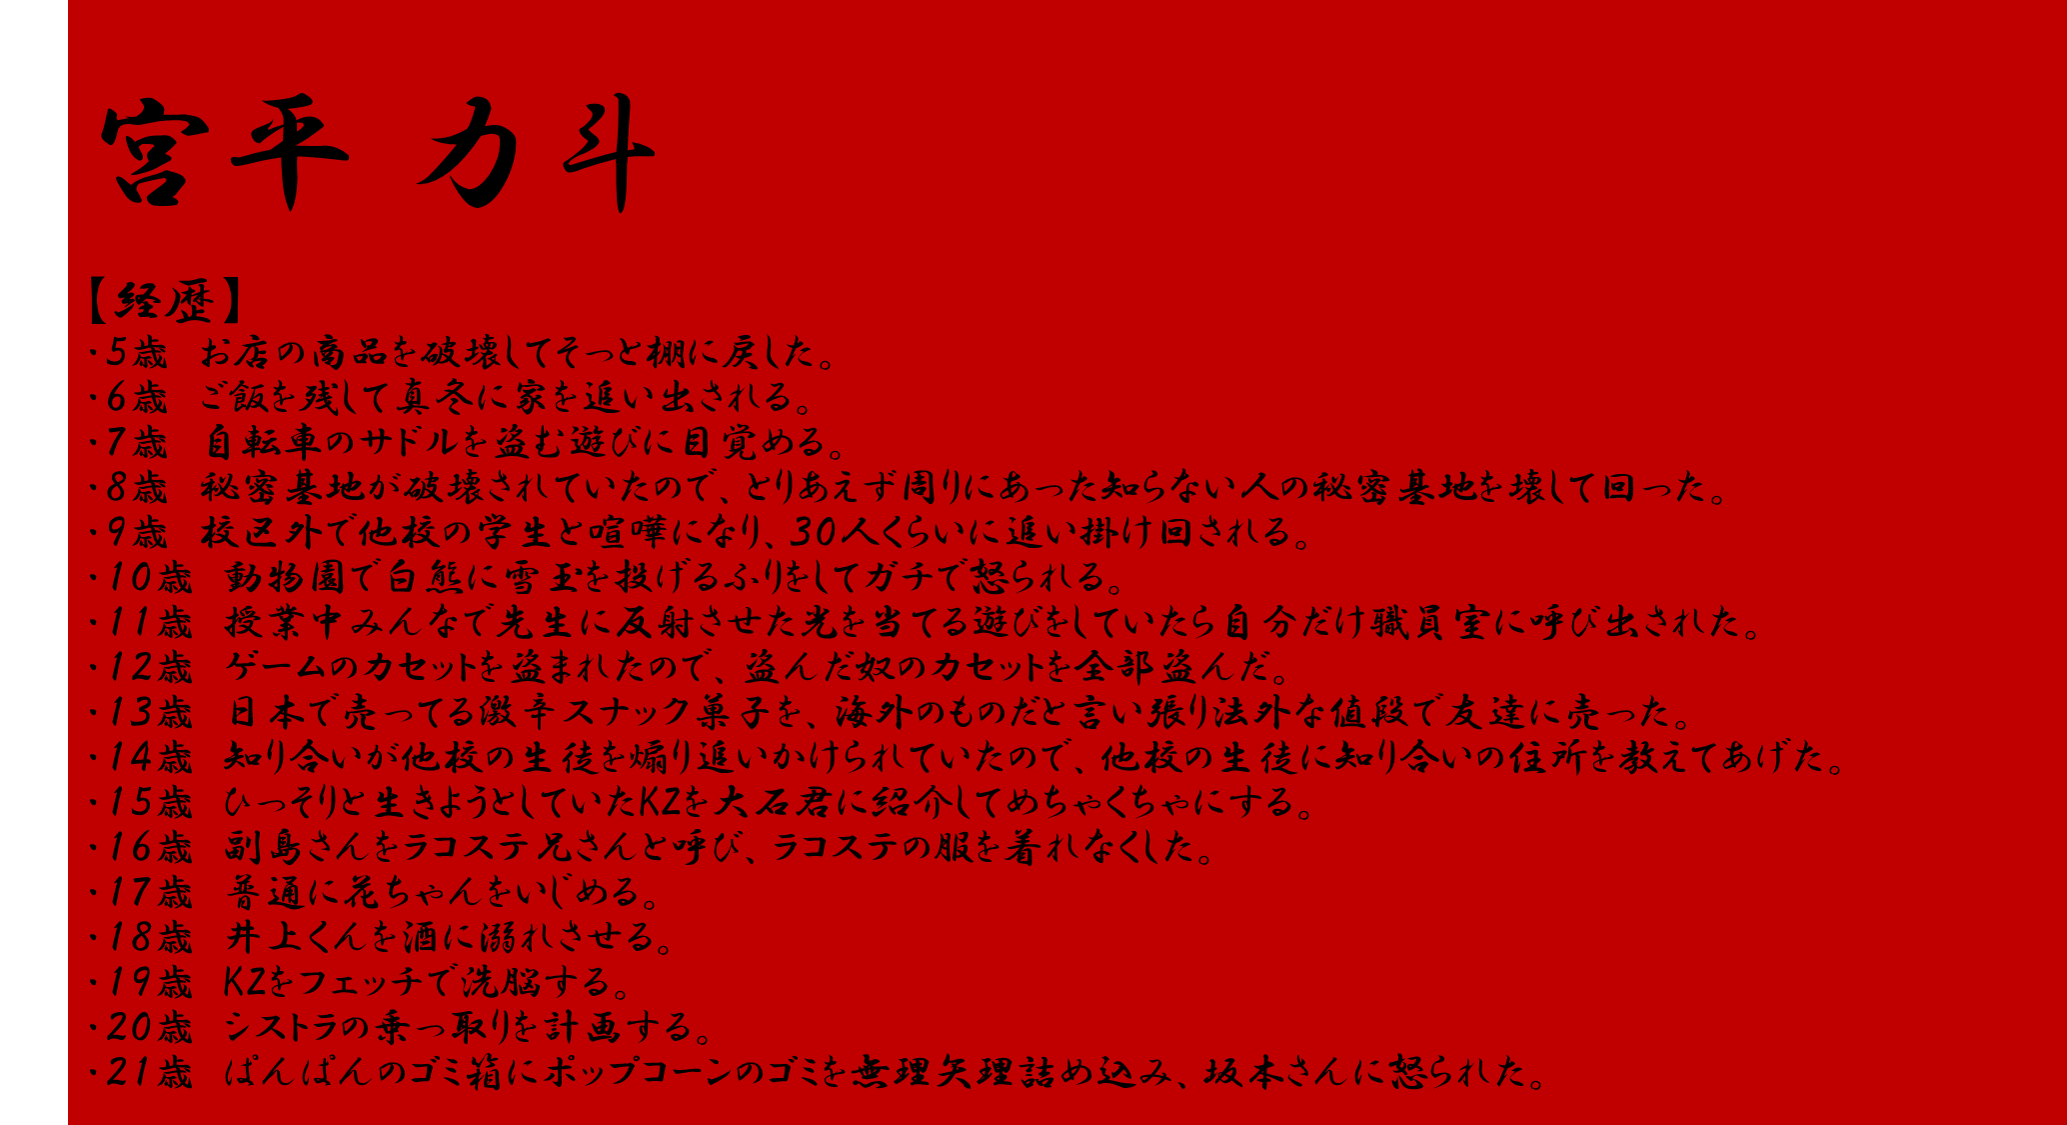 宮平 力斗
【経歴】
・5歳 お店の商品を破壊してそっと棚に戻した。
・6歳 ご飯を残して真冬に家を追い出される。
・7歳 自転車のサドルを盗む遊びに目覚める。
・8歳 秘密基地が破壊されていたので、とりあえず周りにあった知らない人の秘密基地を壊して回った。
・9歳 校区外で他校の学生と喧嘩になり、30人くらいに追い掛け回される。
・10歳 動物園で白熊に雪玉を投げるふりをしてガチで怒られる。
・11歳 授業中みんなで先生に反射させた光を当てる遊びをしていたら自分だけ職員室に呼び出された。
・12歳 ゲームのカセットを盗まれたので、盗んだ奴のカセットを全部盗んだ。
・13歳 日本で売ってる激辛スナック菓子を、海外のものだと言い張り法外な値段で友達に売った。
・14歳 知り合いが他校の生徒を煽り追いかけられていたので、他校の生徒に知り合いの住所を教えてあげた。
・15歳 ひっそりと生きようとしていたK2を大石君に紹介してめちゃくちゃにする。
・16歳 副島さんをラコステ兄さんと呼び、ラコステの服を着れなくした。
・17歳 普通に花ちゃんをいじめる。
・18歳 井上くんを酒に溺れさせる。
・19歳 K2をフェッチで洗脳する。
・20歳 シストラの乗っ取りを計画する。
・21歳 ぱんぱんのゴミ箱にポップコーンのゴミを無理矢理詰め込み、坂本さんに怒られた。